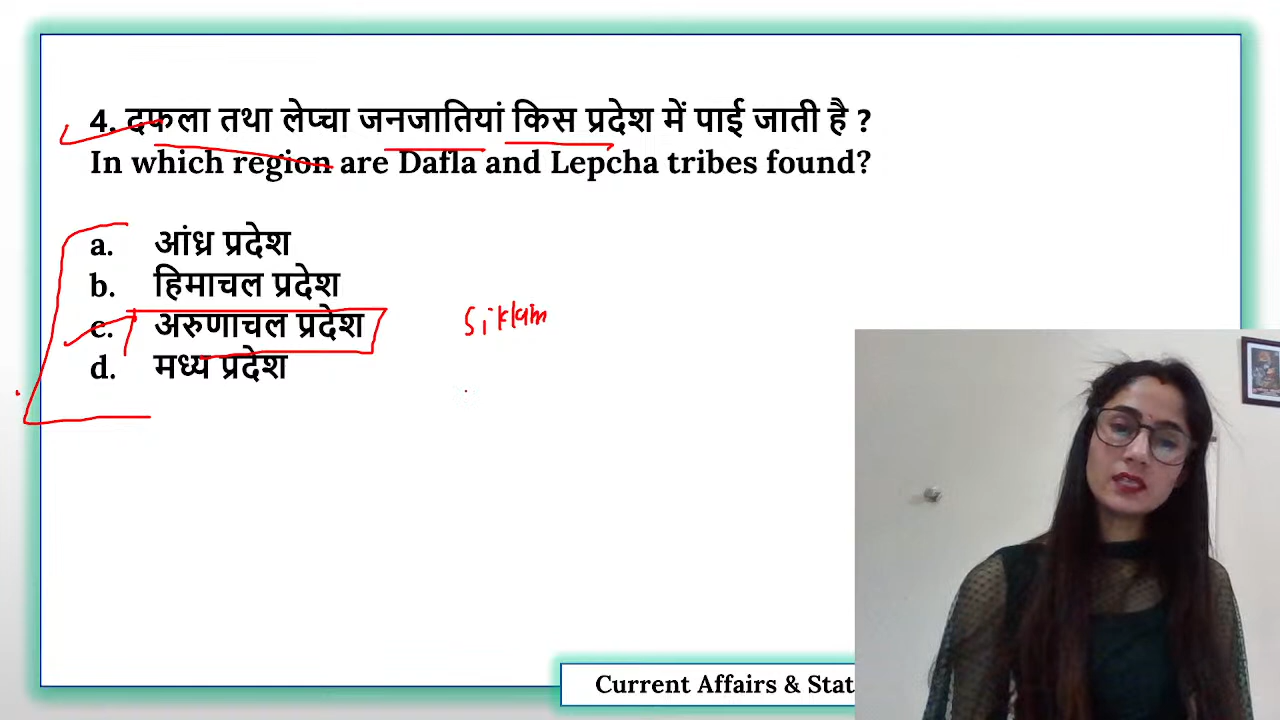 4. दफला तथा लेप्चा जनजातियां किस प्रदेश में पाई जाती है ?
In which region are Dafla and Lepcha tribes found?
a. आंध्र प्रदेश
b. हिमाचल प्रदेश
c. अरुणाचल प्रदेश
Sikkim
d. मध्य प्रदेश
Current Affairs & Stat